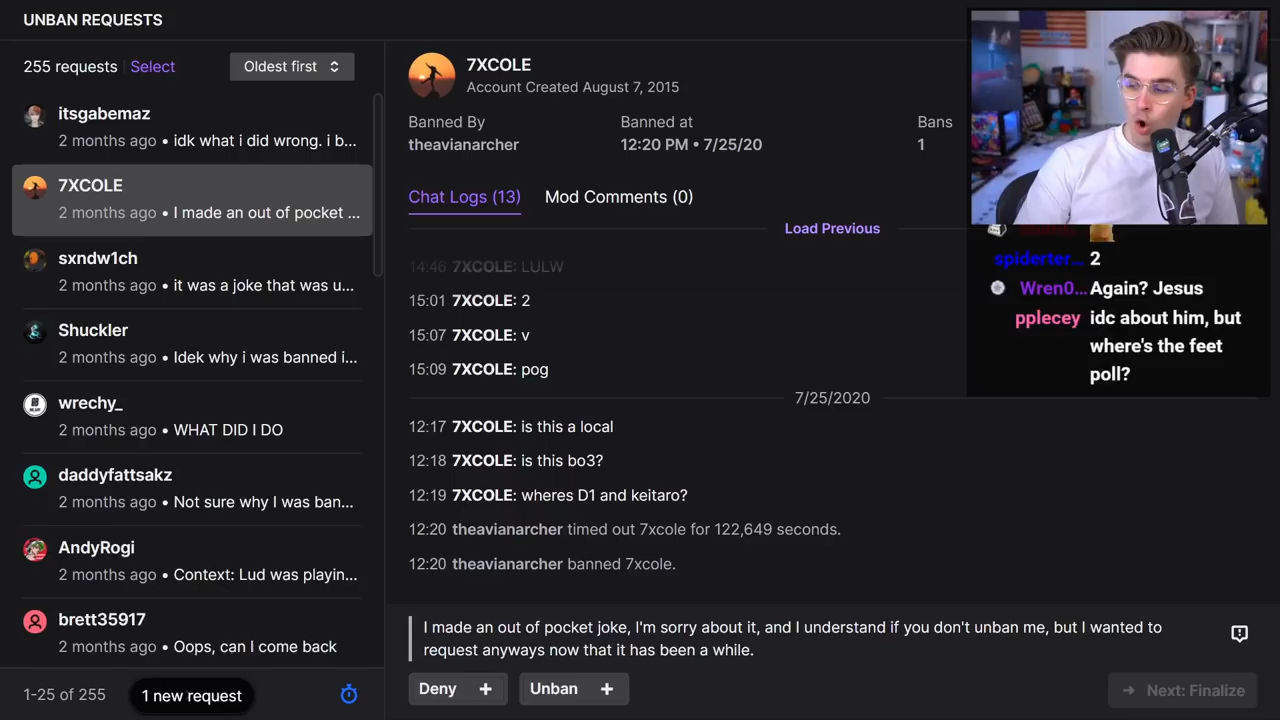 UNBAN REQUESTS
255 requests Select
Oldest first
itsgabemaz
2 months ago • idk what i did wrong. i b...
7XCOLE
2 months ago • I made an out of pocket ...
sxndw1ch
2 months ago • it was a joke that was u...
Shuckler
2 months ago • Idek why i was banned i...
wrechy_
2 months ago • WHAT DID I DO
daddyfattsakz
2 months ago • Not sure why I was ban...
AndyRogi
2 months ago • Context: Lud was playin...
brett35917
2 months ago • Oops, can I come back
1-25 of 255
1 new request
7XCOLE
Account Created August 7, 2015
Banned By Banned at Bans
theavianarcher 12:20 PM • 7/25/20 1
Chat Logs (13) Mod Comments (0)
Load Previous
14:46 7XCOLE: LULW
15:01 7XCOLE: 2
15:07 7XCOLE: v
15:09 7XCOLE: pog
7/25/2020
12:17 7XCOLE: is this a local
12:18 7XCOLE: is this bo3?
12:19 7XCOLE: wheres D1 and keitaro?
12:20 theavianarcher timed out 7xcole for 122,649 seconds.
12:20 theavianarcher banned 7xcole.
I made an out of pocket joke, I'm sorry about it, and I understand if you don't unban me, but I wanted to
request anyways now that it has been a while.
Deny +
Unban +
→ Next: Finalize
spiderter... 2
Wren0... Again? Jesus
pplecey idc about him, but
where's the feet
poll?